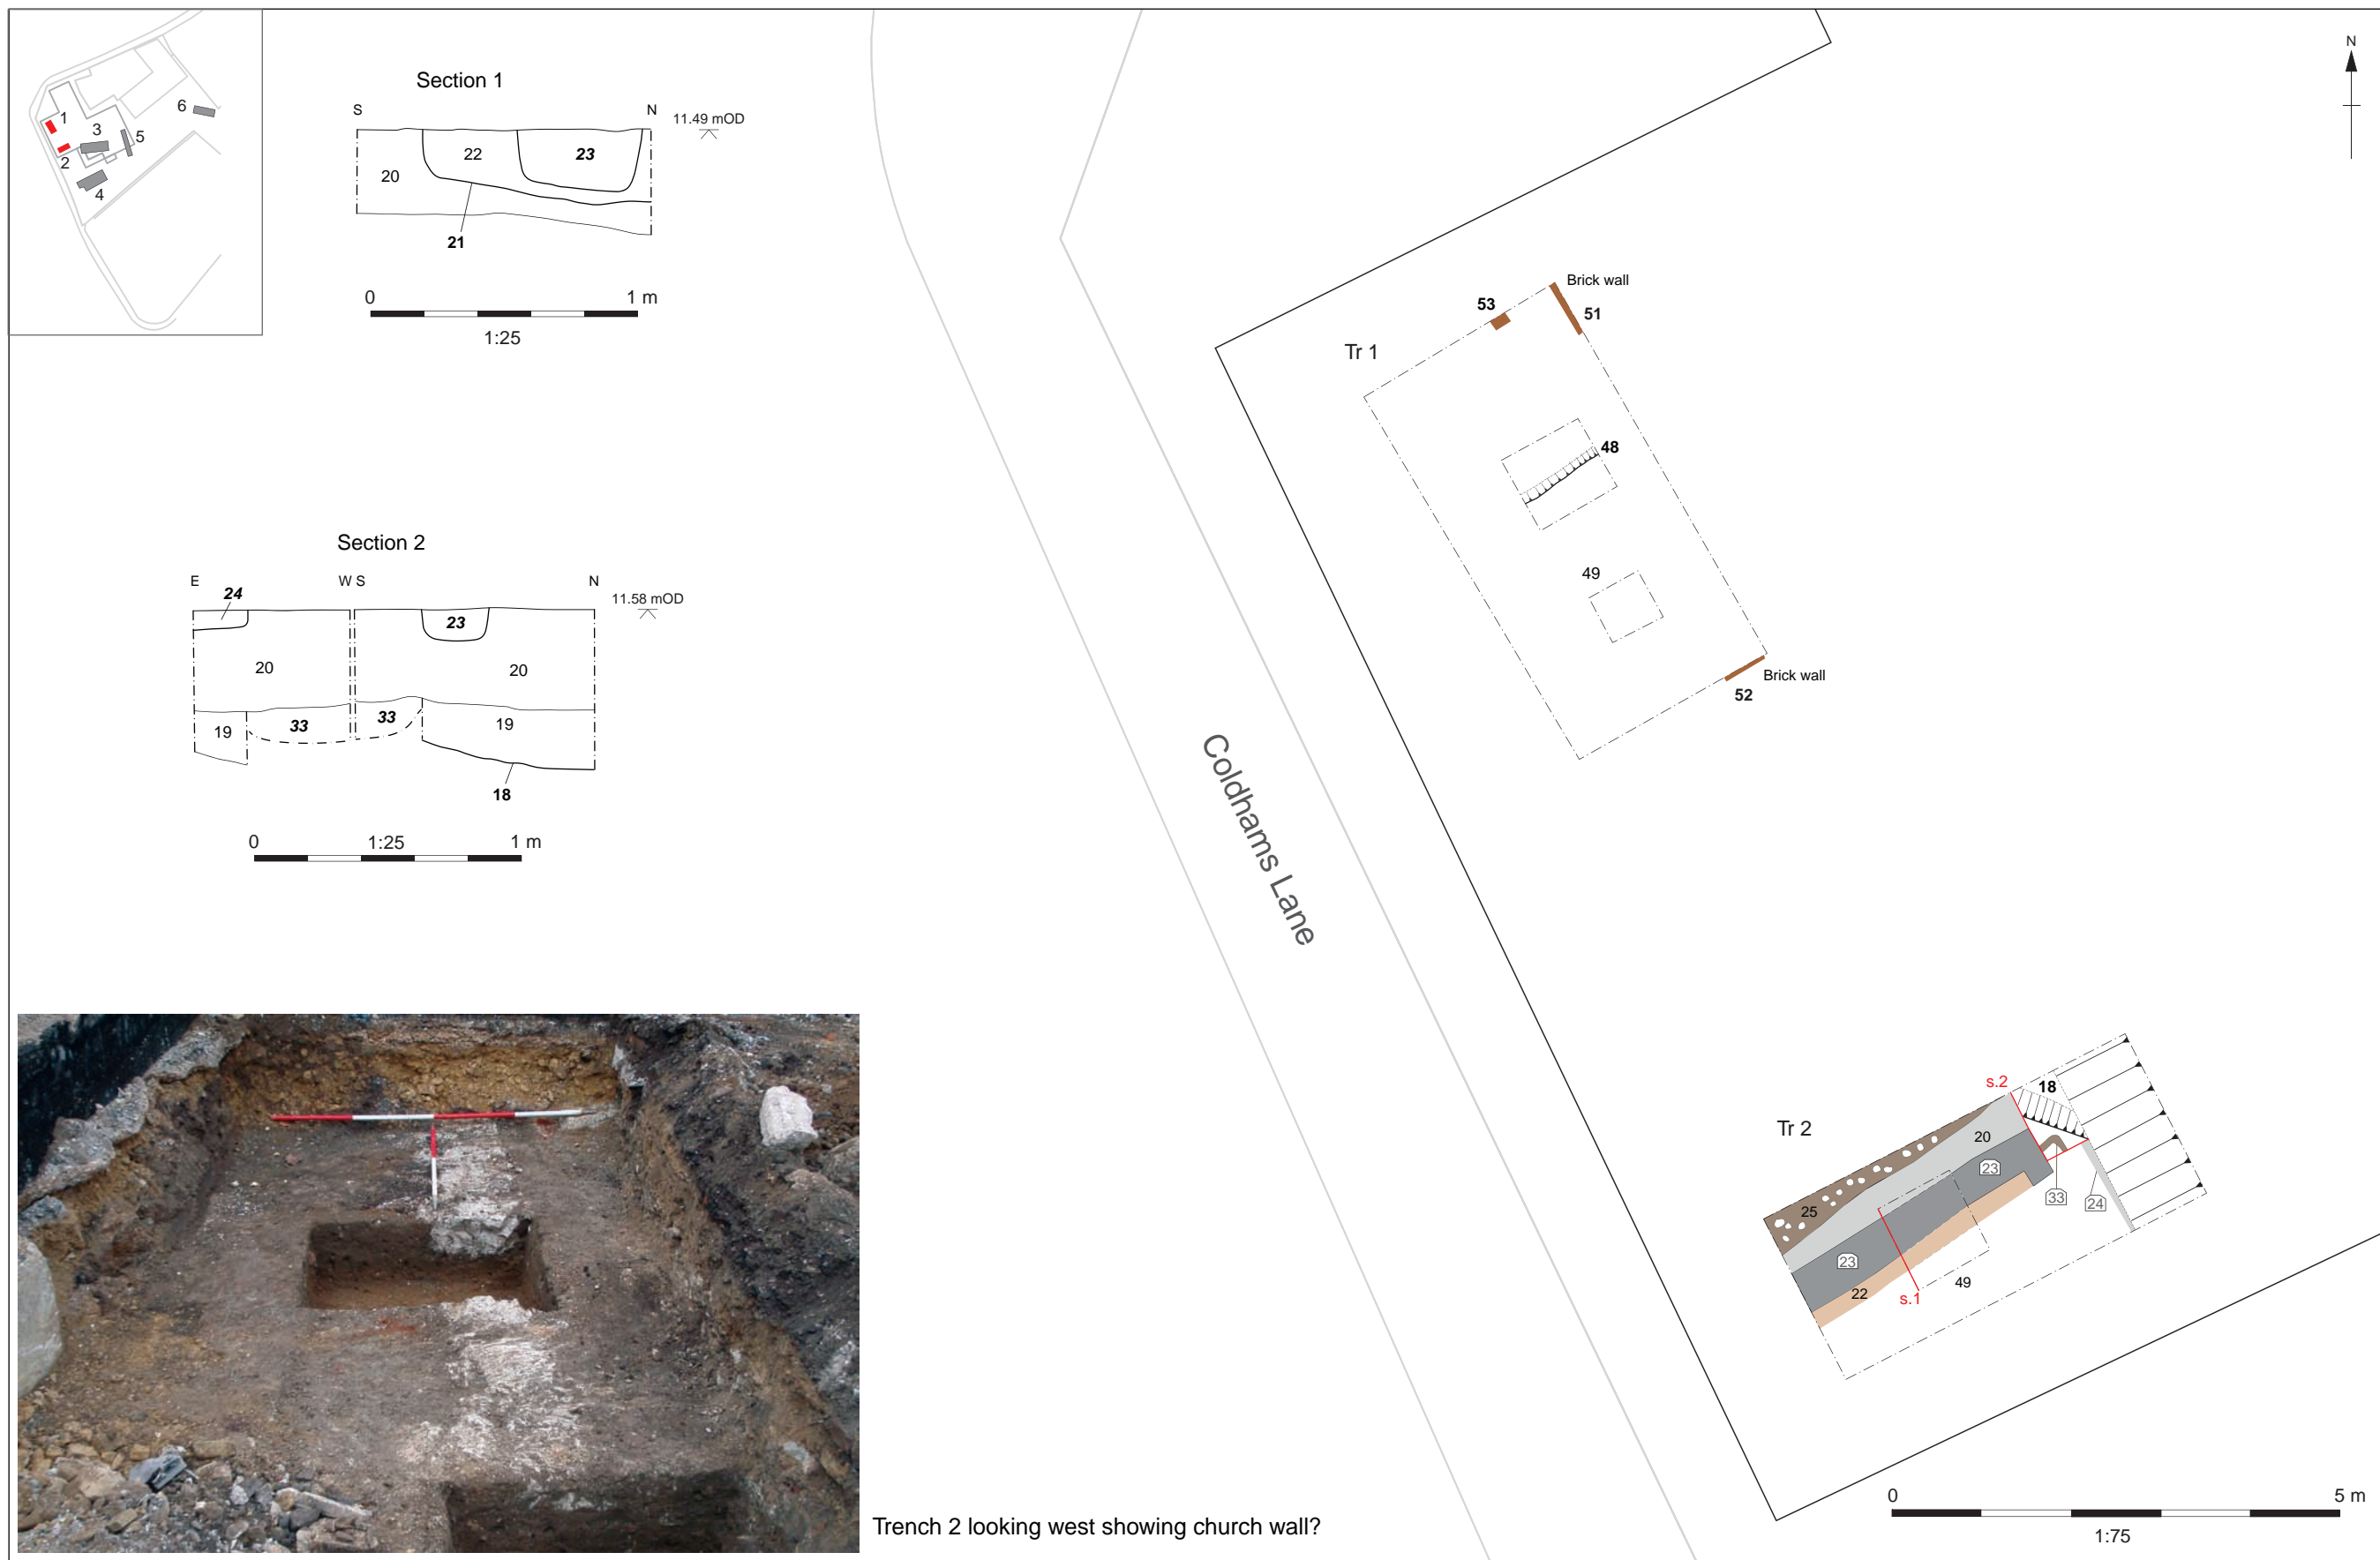 1
2
3
4
5
6
Section 1
S
N
11.49 mOD
20
22
23
21
0
1 m
1:25
Section 2
E
W S
N
11.58 mOD
24
23
20
20
19
33
33
19
18
0
1:25
1 m
N
Coldhams Lane
Tr 1
53
Brick wall
51
48
49
Brick wall
52
Tr 2
s.2
18
20
23
33
24
25
23
22
s.1
49
0
5 m
1:75
Trench 2 looking west showing church wall?